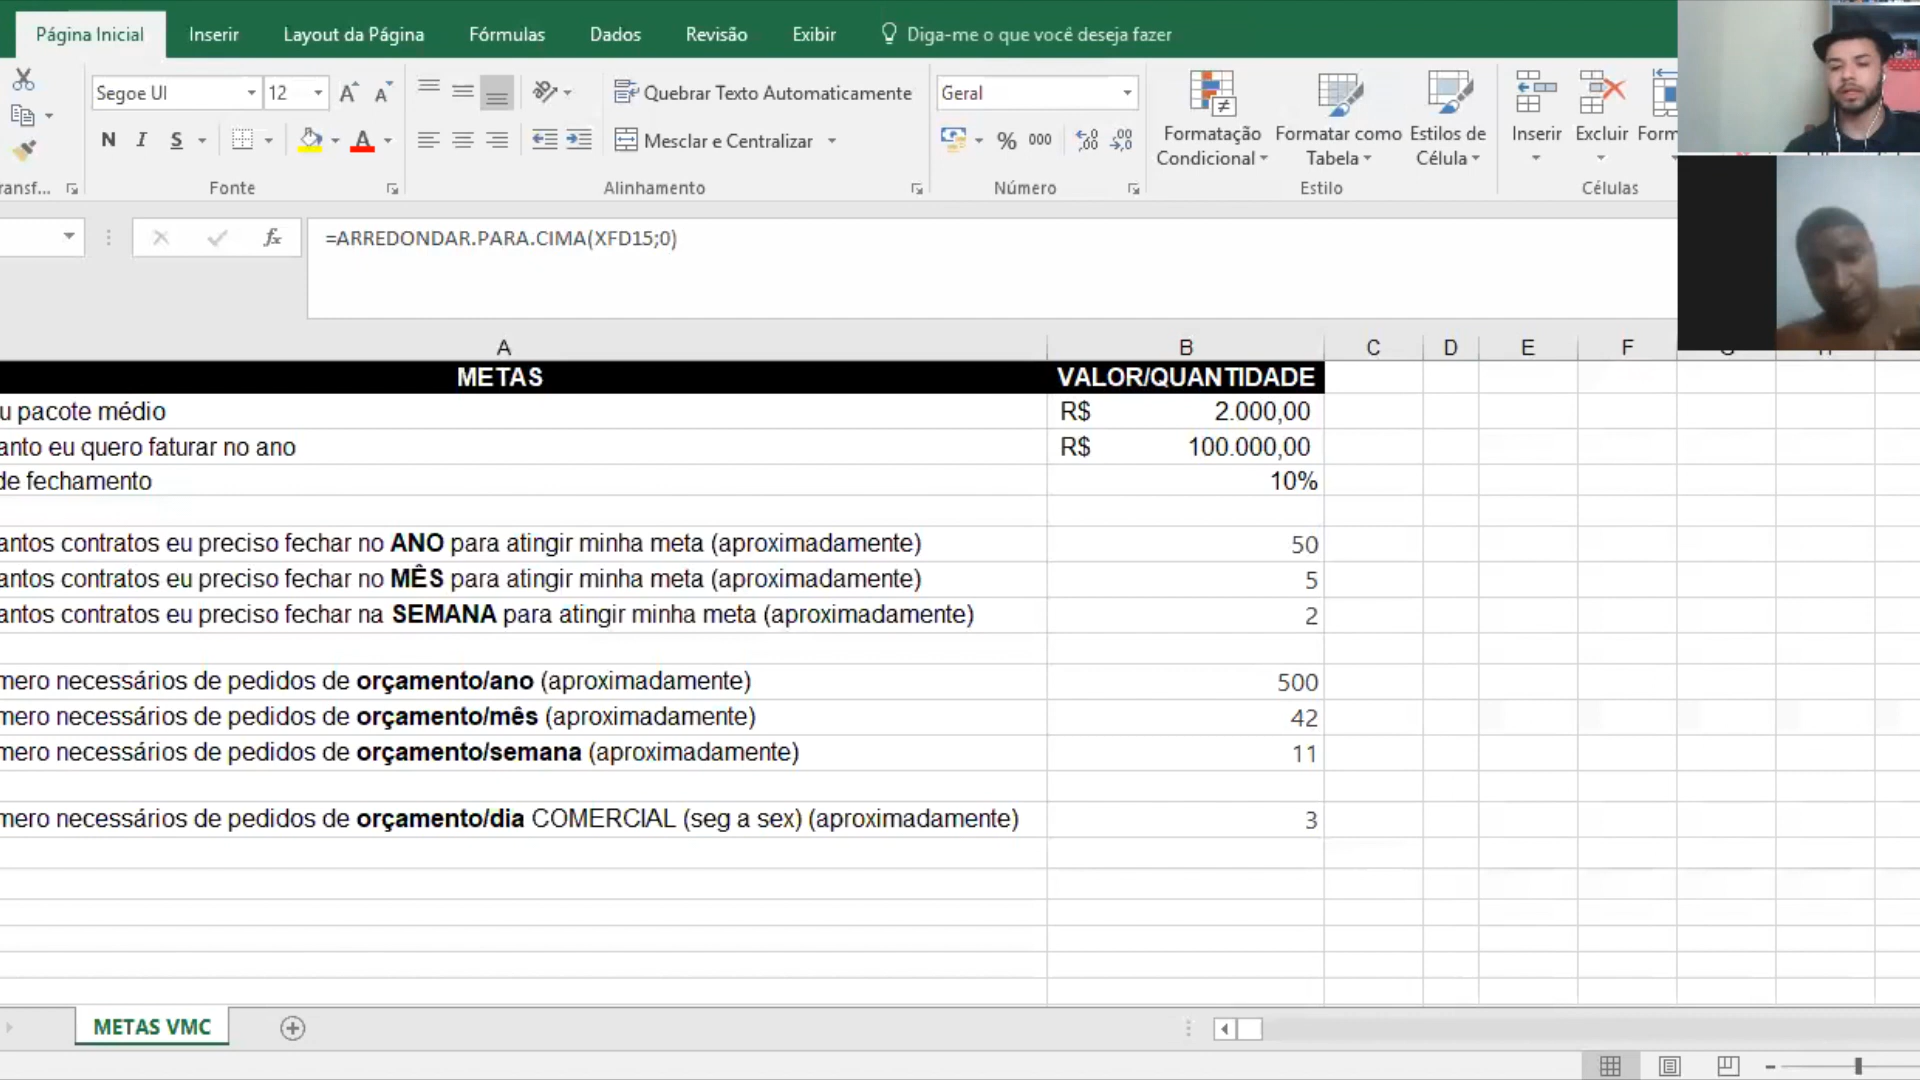 Página Inicial Inserir Layout da Página Fórmulas Dados Revisão Exibir Diga-me o que você deseja fazer
Segoe UI 12 Quebrar Texto Automaticamente Geral
N I S Mesclar e Centralizar % 000
Formatação Condicional Formatar como Tabela Estilos de Célula Inserir Excluir Form
ransf... Fonte Alinhamento Número Estilo Células
fx =ARREDONDAR.PARA.CIMA(XFD15;0)
A B C D E F
METAS VALOR/QUANTIDADE
u pacote médio R$ 2.000,00
anto eu quero faturar no ano R$ 100.000,00
de fechamento 10%
antos contratos eu preciso fechar no ANO para atingir minha meta (aproximadamente) 50
antos contratos eu preciso fechar no MÊS para atingir minha meta (aproximadamente) 5
antos contratos eu preciso fechar na SEMANA para atingir minha meta (aproximadamente) 2
mero necessários de pedidos de orçamento/ano (aproximadamente) 500
mero necessários de pedidos de orçamento/mês (aproximadamente) 42
mero necessários de pedidos de orçamento/semana (aproximadamente) 11
mero necessários de pedidos de orçamento/dia COMERCIAL (seg a sex) (aproximadamente) 3
METAS VMC